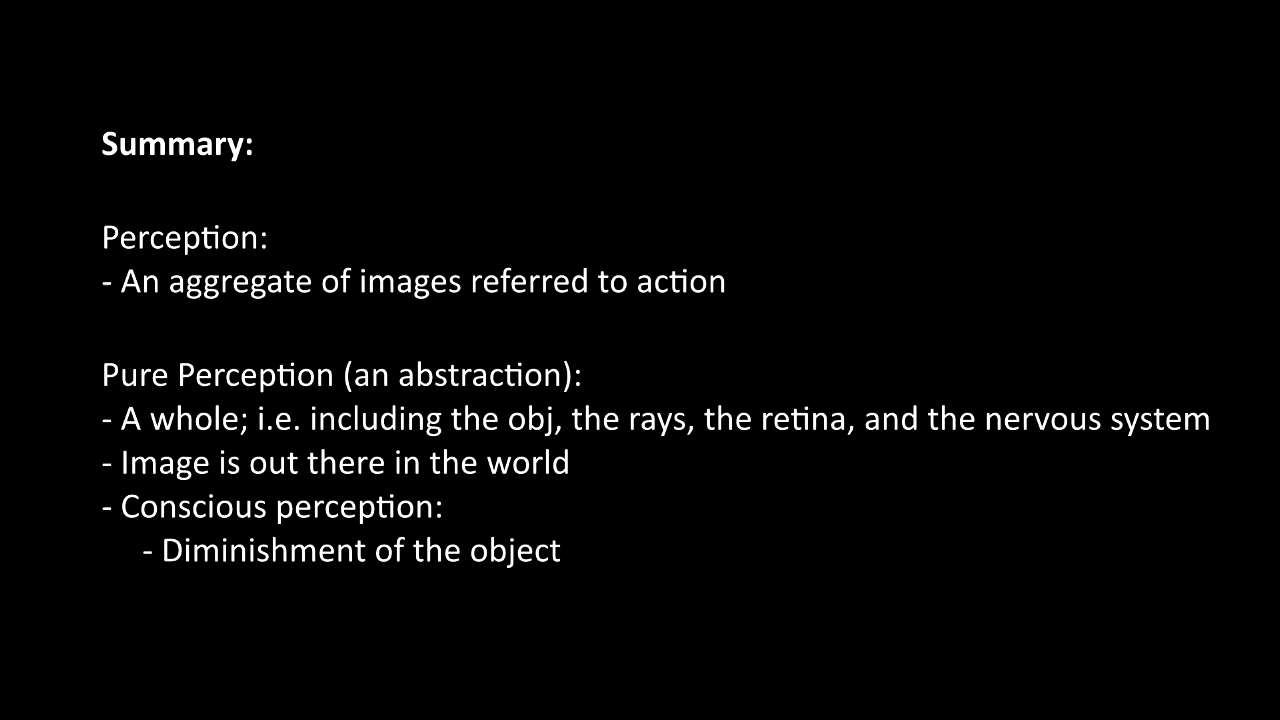 Summary:
Perception:
- An aggregate of images referred to action
Pure Perception (an abstraction):
- A whole; i.e. including the obj, the rays, the retina, and the nervous system
- Image is out there in the world
- Conscious perception:
- Diminishment of the object